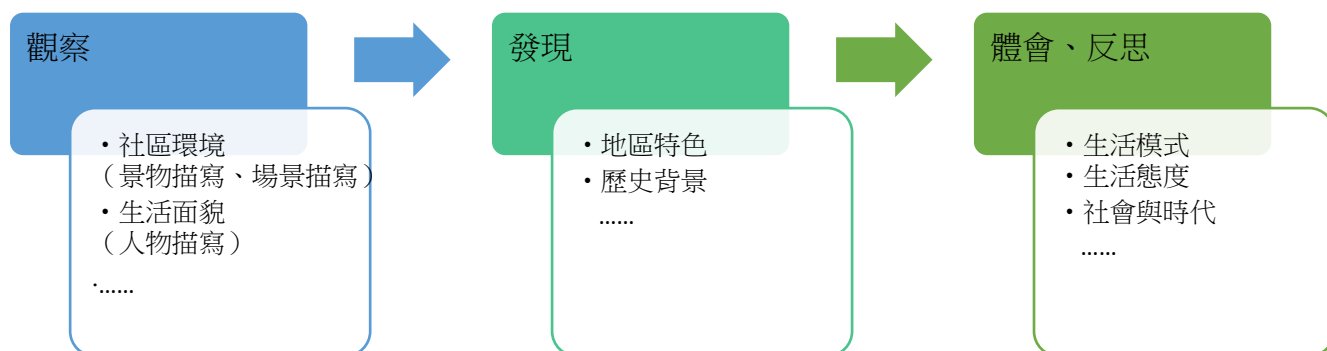 觀察
・社區環境
（景物描寫、場景描寫）
・生活面貌
（人物描寫）
·......
發現
・地區特色
・歷史背景
......
體會、反思
・生活模式
・生活態度
・社會與時代
......